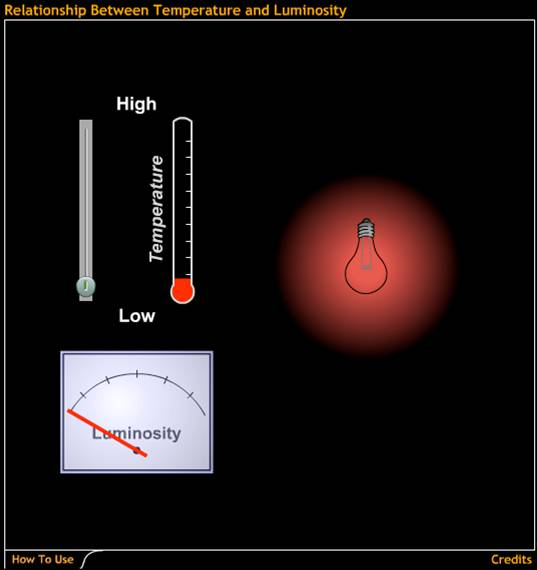 Relationship Between Temperature and Luminosity
High
Temperature
Low
Luminosity
How To Use
Credits